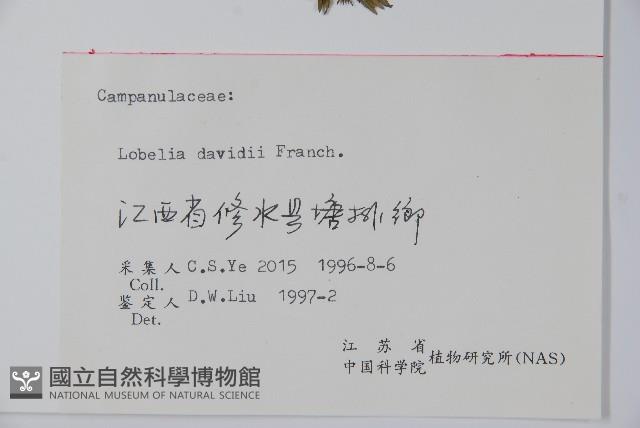 Campanulaceae:
Lobelia davidii Franch.
江西省修水县塘排鄉
采集人 C.S.Ye 2015 1996-8-6
Coll.
鉴定人 D.W.Liu 1997-2
Det.
江苏省
中国科学院 植物研究所(NAS)
國立自然科學博物館
NATIONAL MUSEUM OF NATURAL SCIENCE